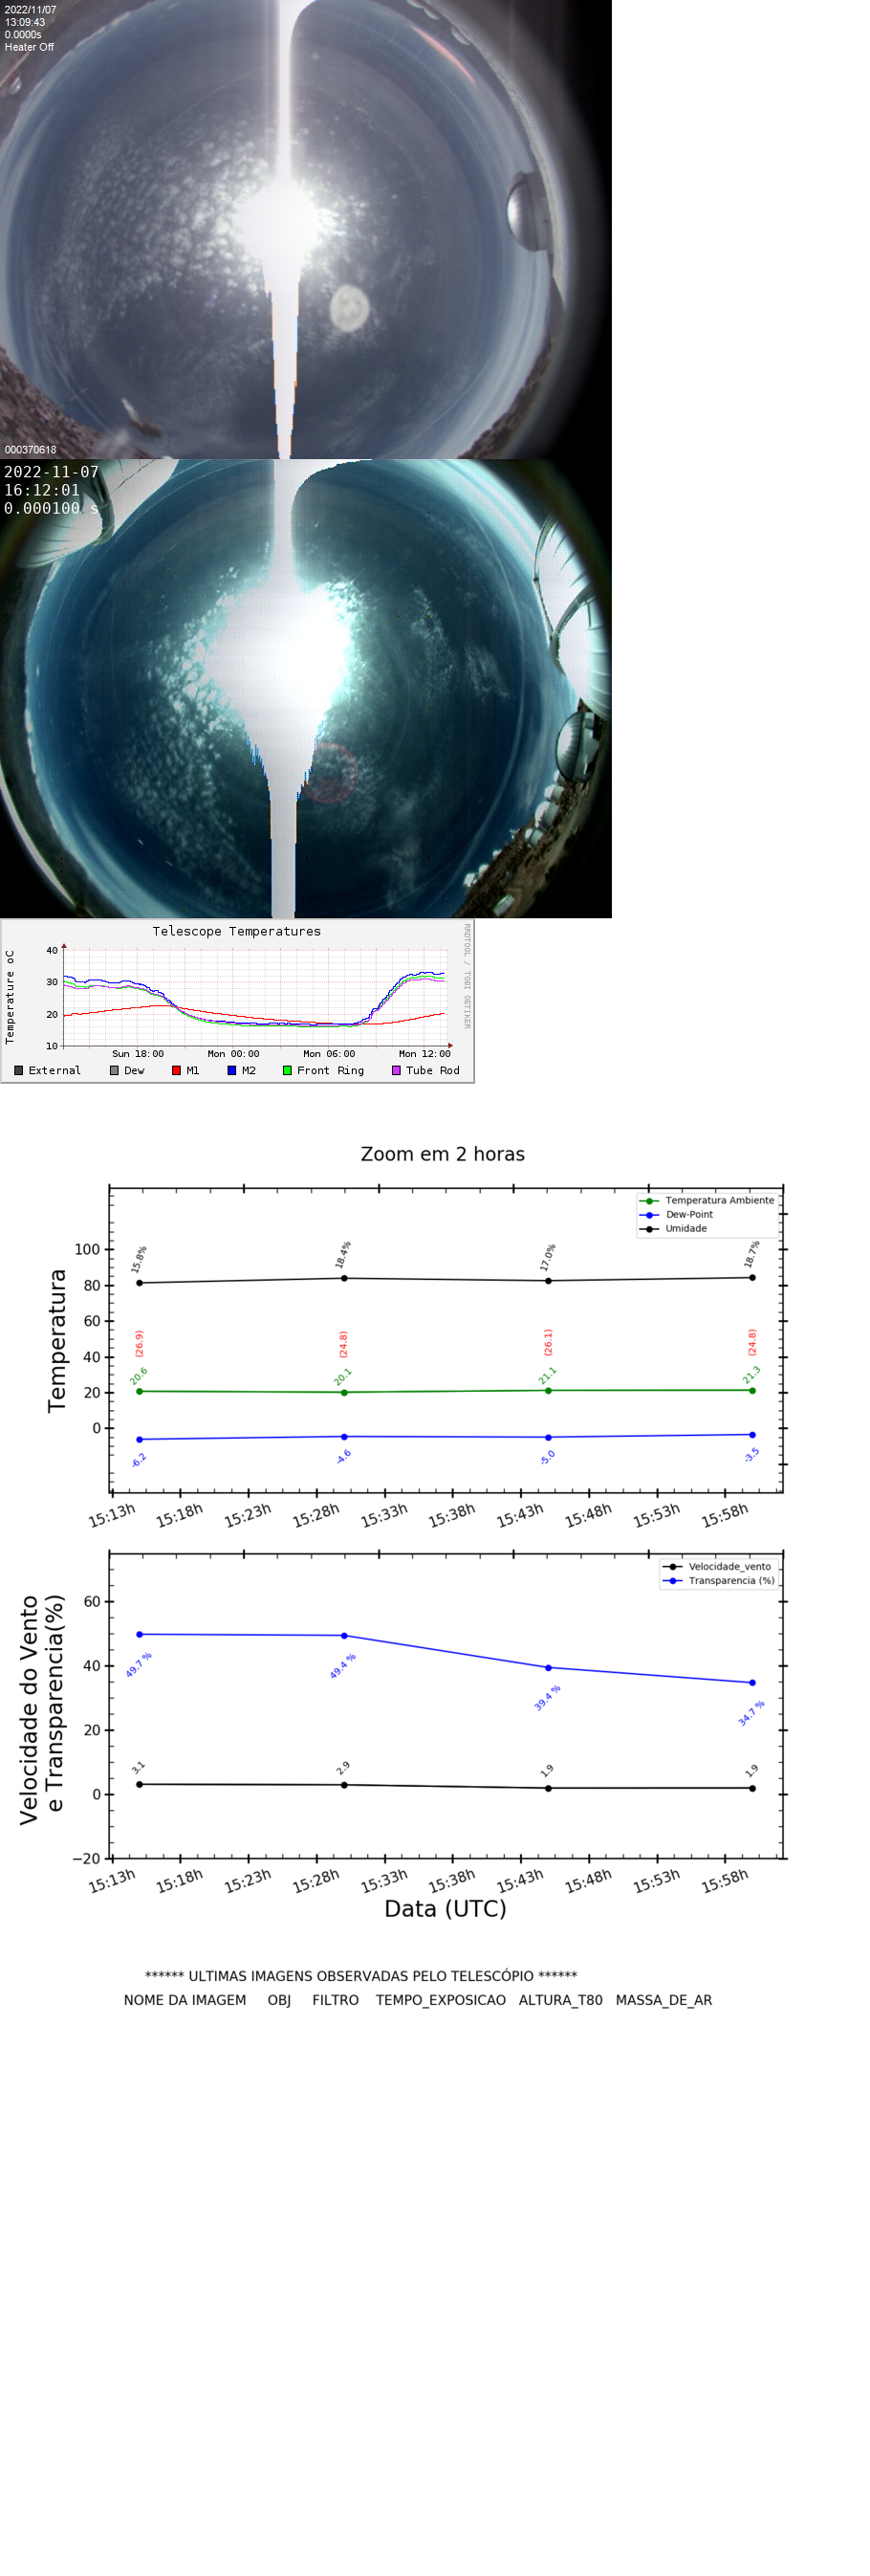 2022/11/07
13:09:43
0.0000s
Heater Off
000370618
2022-11-07
16:12:01
0.000100 s
Telescope Temperatures
RRDTOOL / TOBI OETIKER
Temperature oC
40
30
20
10
Sun 18:00 Mon 00:00 Mon 06:00 Mon 12:00
External Dew M1 M2 Front Ring Tube Rod
Zoom em 2 horas
Temperatura Ambiente
Dew-Point
Umidade
Temperatura
100
80
60
40
20
0
15.8% 18.4% 17.0% 18.7%
(26.9) (24.8) (26.1) (24.8)
20.6 20.1 21.1 21.3
-6.2 -4.6 -5.0 -3.5
15:13h 15:18h 15:23h 15:28h 15:33h 15:38h 15:43h 15:48h 15:53h 15:58h
Velocidade_vento
Transparencia (%)
Velocidade do Vento
e Transparencia(%)
60
40
20
0
−20
49.7 % 49.4 % 39.4 % 34.7 %
3.1 2.9 1.9 1.9
15:13h 15:18h 15:23h 15:28h 15:33h 15:38h 15:43h 15:48h 15:53h 15:58h
Data (UTC)
****** ULTIMAS IMAGENS OBSERVADAS PELO TELESCÓPIO ******
NOME DA IMAGEM OBJ FILTRO TEMPO_EXPOSICAO ALTURA_T80 MASSA_DE_AR